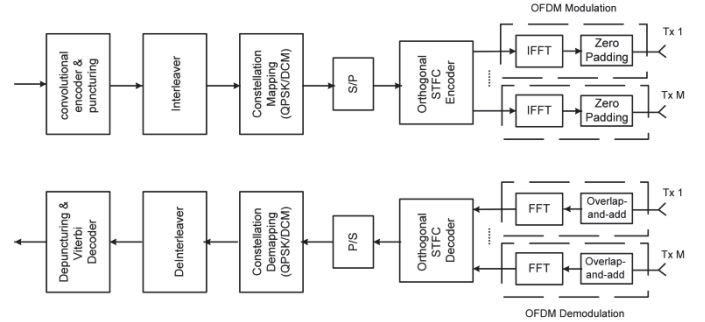 OFDM Modulation
convolutional
encoder &
puncturing
Interleaver
Constellation
Mapping
(QPSK/DCM)
S/P
Orthogonal
STFC
Encoder
IFFT
Zero
Padding
Tx 1
IFFT
Zero
Padding
Tx M
Depuncturing &
Viterbi
Decoder
DeInterleaver
Constellation
Demapping
(QPSK/DCM)
P/S
Orthogonal
STFC
Decoder
FFT
Overlap-
and-add
Tx 1
FFT
Overlap-
and-add
Tx M
OFDM Demodulation